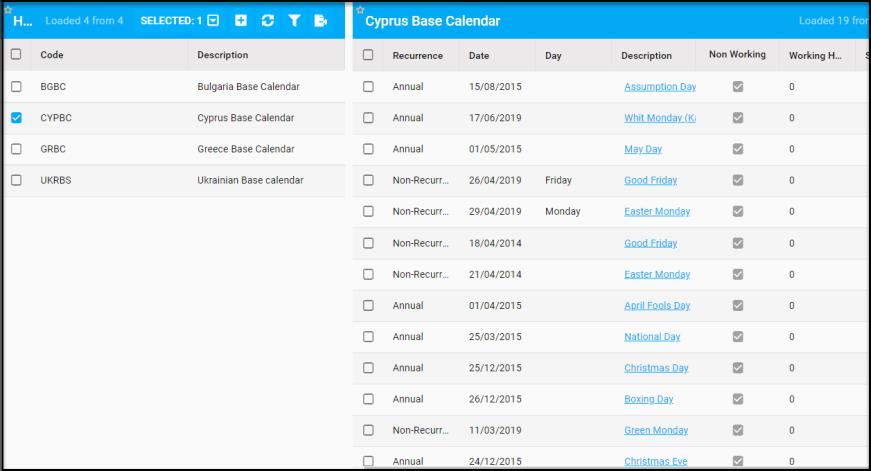 H... Loaded 4 from 4 SELECTED: 1
Code Description
BGBC Bulgaria Base Calendar
CYPBC Cyprus Base Calendar
GRBC Greece Base Calendar
UKRBS Ukrainian Base calendar
Cyprus Base Calendar Loaded 19 from
Recurrence Date Day Description Non Working Working H... S
Annual 15/08/2015 Assumption Day 0
Annual 17/06/2019 Whit Monday (Ka 0
Annual 01/05/2015 May Day 0
Non-Recurr... 26/04/2019 Friday Good Friday 0
Non-Recurr... 29/04/2019 Monday Easter Monday 0
Non-Recurr... 18/04/2014 Good Friday 0
Non-Recurr... 21/04/2014 Easter Monday 0
Annual 01/04/2015 April Fools Day 0
Annual 25/03/2015 National Day 0
Annual 25/12/2015 Christmas Day 0
Annual 26/12/2015 Boxing Day 0
Non-Recurr... 11/03/2019 Green Monday 0
Annual 24/12/2015 Christmas Eve 0